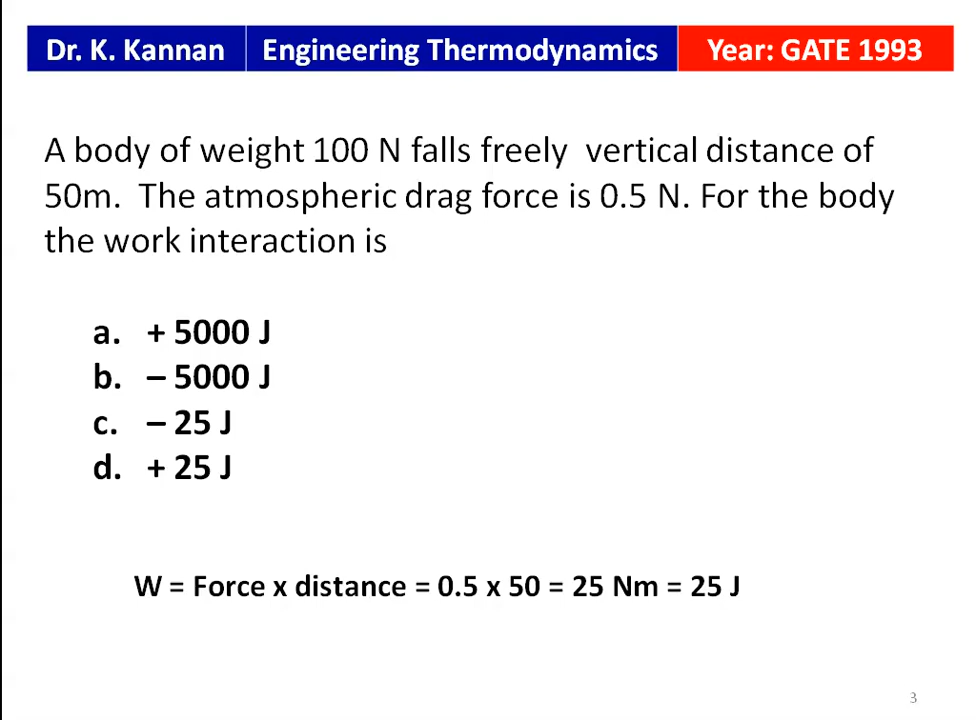 Dr. K. Kannan Engineering Thermodynamics Year: GATE 1993
A body of weight 100 N falls freely vertical distance of
50m. The atmospheric drag force is 0.5 N. For the body
the work interaction is
a. + 5000 J
b. – 5000 J
c. – 25 J
d. + 25 J
W = Force x distance = 0.5 x 50 = 25 Nm = 25 J
3